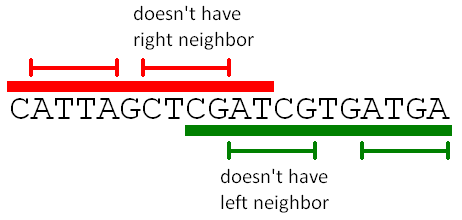 doesn't have
right neighbor
CATTAGCTCGATCGTGATGA
doesn't have
left neighbor